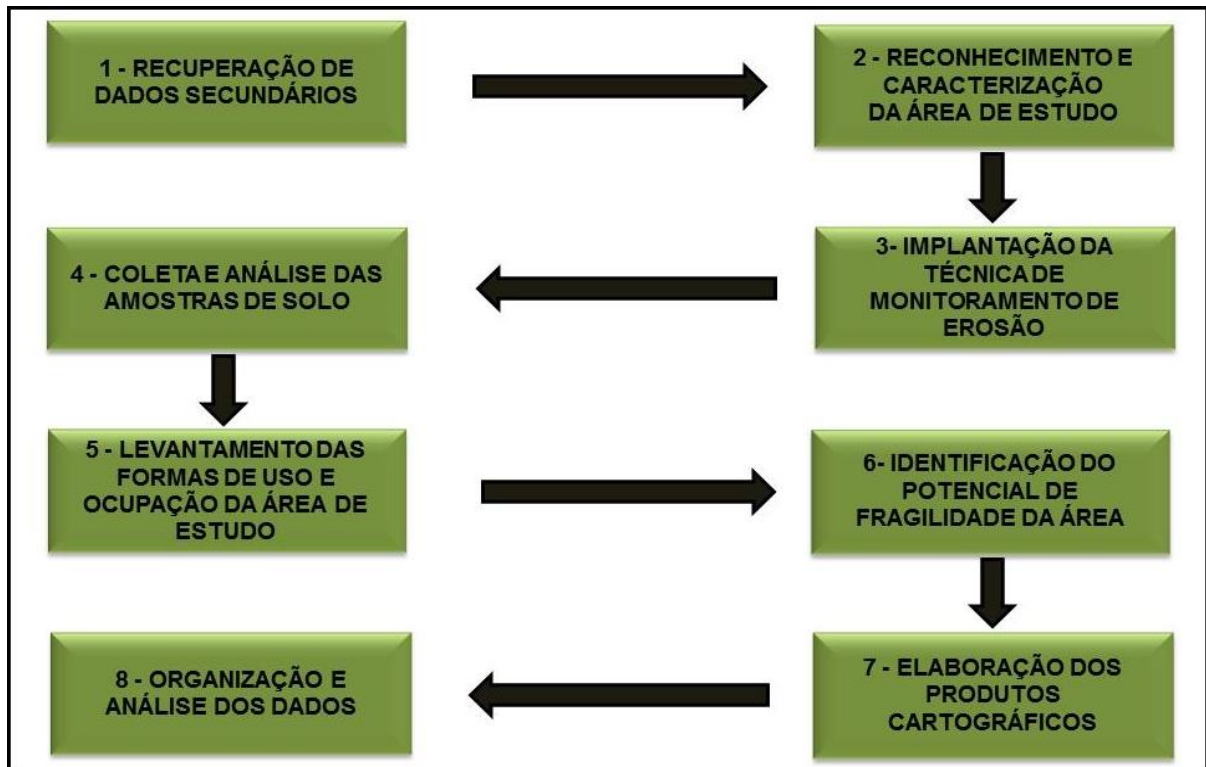 1 - RECUPERAÇÃO DE
DADOS SECUNDÁRIOS
2 - RECONHECIMENTO E
CARACTERIZAÇÃO
DA ÁREA DE ESTUDO
3- IMPLANTAÇÃO DA
TÉCNICA DE
MONITORAMENTO DE
EROSÃO
4 - COLETA E ANÁLISE DAS
AMOSTRAS DE SOLO
5 - LEVANTAMENTO DAS
FORMAS DE USO E
OCUPAÇÃO DA ÁREA DE
ESTUDO
6- IDENTIFICAÇÃO DO
POTENCIAL DE
FRAGILIDADE DA ÁREA
7 - ELABORAÇÃO DOS
PRODUTOS
CARTOGRÁFICOS
8 - ORGANIZAÇÃO E
ANÁLISE DOS DADOS